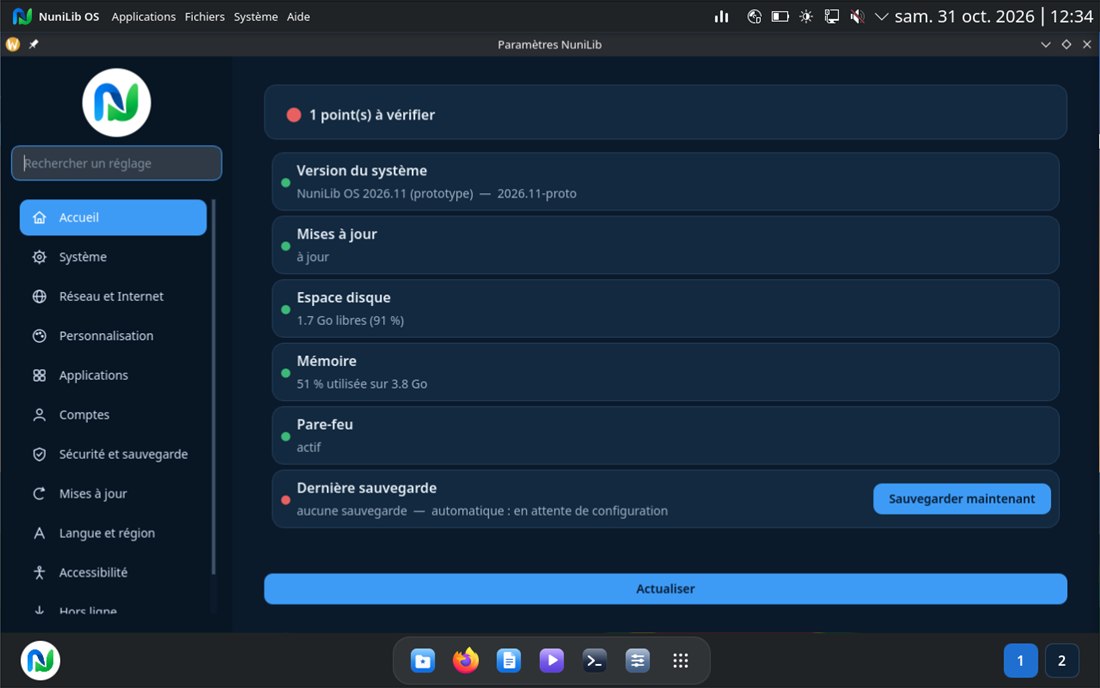 NuniLib OS Applications Fichiers Système Aide
sam. 31 oct. 2026 | 12:34
Paramètres NuniLib
Rechercher un réglage
Accueil
Système
Réseau et Internet
Personnalisation
Applications
Comptes
Sécurité et sauvegarde
Mises à jour
Langue et région
Accessibilité
Hors ligne
1 point(s) à vérifier
Version du système
NuniLib OS 2026.11 (prototype) — 2026.11-proto
Mises à jour
à jour
Espace disque
1.7 Go libres (91 %)
Mémoire
51 % utilisée sur 3.8 Go
Pare-feu
actif
Dernière sauvegarde
aucune sauvegarde — automatique : en attente de configuration
Sauvegarder maintenant
Actualiser
1 2